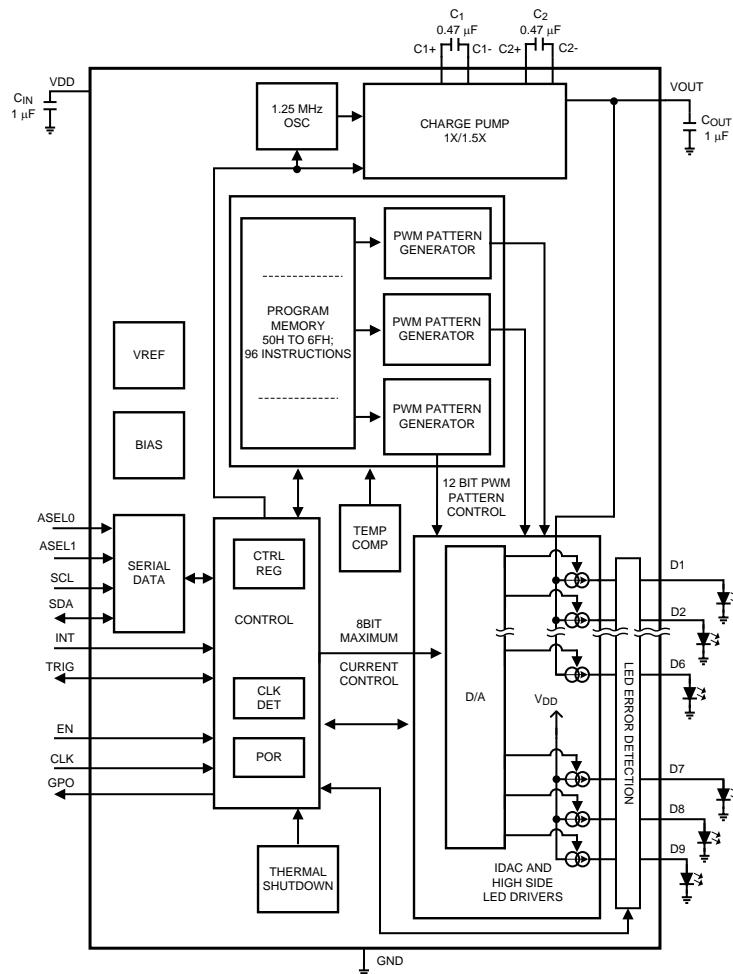 C1
0.47 µF
C1+
C1-
C2
0.47 µF
C2+
C2-
VDD
CIN
1 µF
1.25 MHz
OSC
CHARGE PUMP
1X/1.5X
VOUT
COUT
1 µF
PROGRAM
MEMORY
50H TO 6FH;
96 INSTRUCTIONS
PWM PATTERN
GENERATOR
PWM PATTERN
GENERATOR
PWM PATTERN
GENERATOR
VREF
BIAS
12 BIT PWM
PATTERN
CONTROL
TEMP
COMP
ASEL0
ASEL1
SCL
SDA
SERIAL
DATA
INT
TRIG
EN
CLK
GPO
CTRL
REG
CONTROL
CLK
DET
POR
8BIT
MAXIMUM
CURRENT
CONTROL
D/A
VDD
IDAC AND
HIGH SIDE
LED DRIVERS
LED ERROR DETECTION
D1
D2
D6
D7
D8
D9
THERMAL
SHUTDOWN
GND